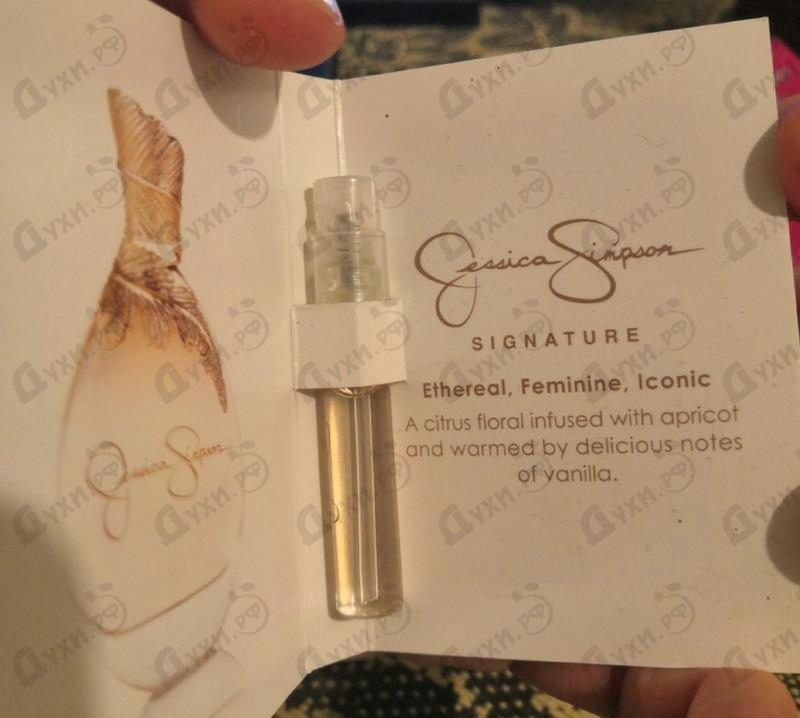 Jessica Simpson
SIGNATURE
Ethereal, Feminine, Iconic
A citrus floral infused with apricot
and warmed by delicious notes
of vanilla.
Jessica Simpson
Духи.РФ